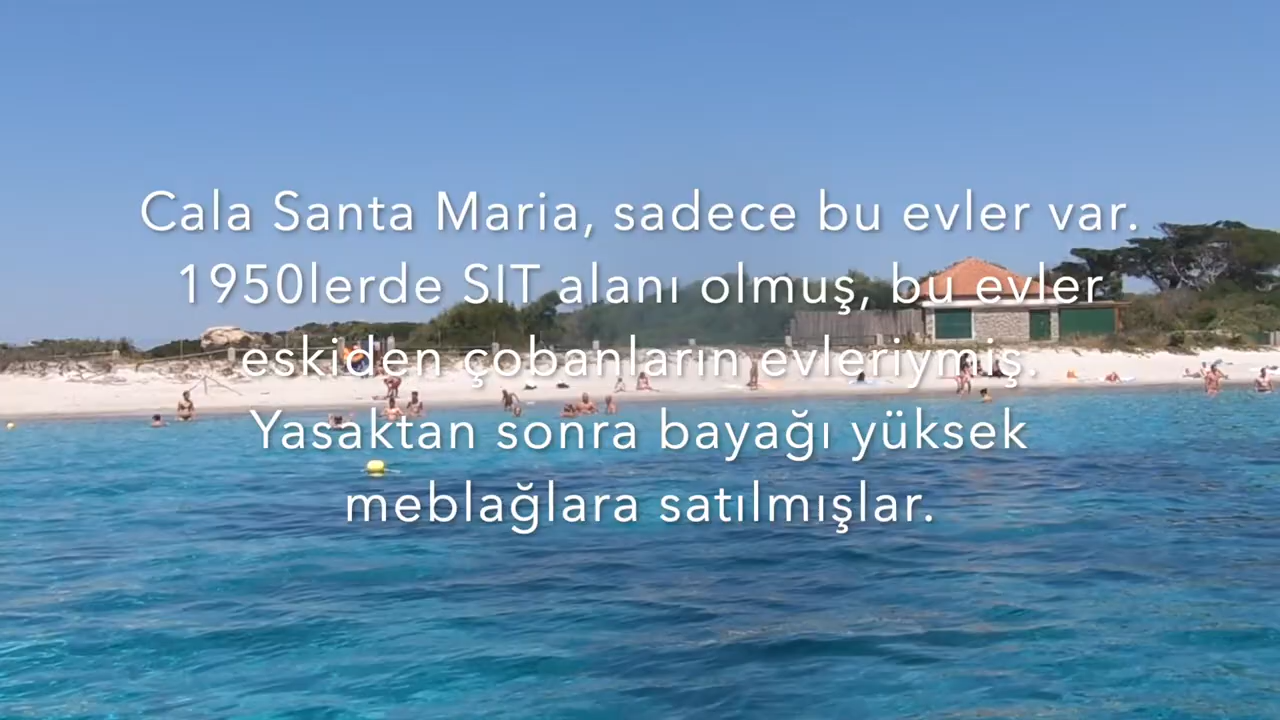 Cala Santa Maria, sadece bu evler var.
1950lerde SIT alanı olmuş, bu evler
eskiden çobanların evleriymiş.
Yasaktan sonra bayağı yüksek
meblağlara satılmışlar.